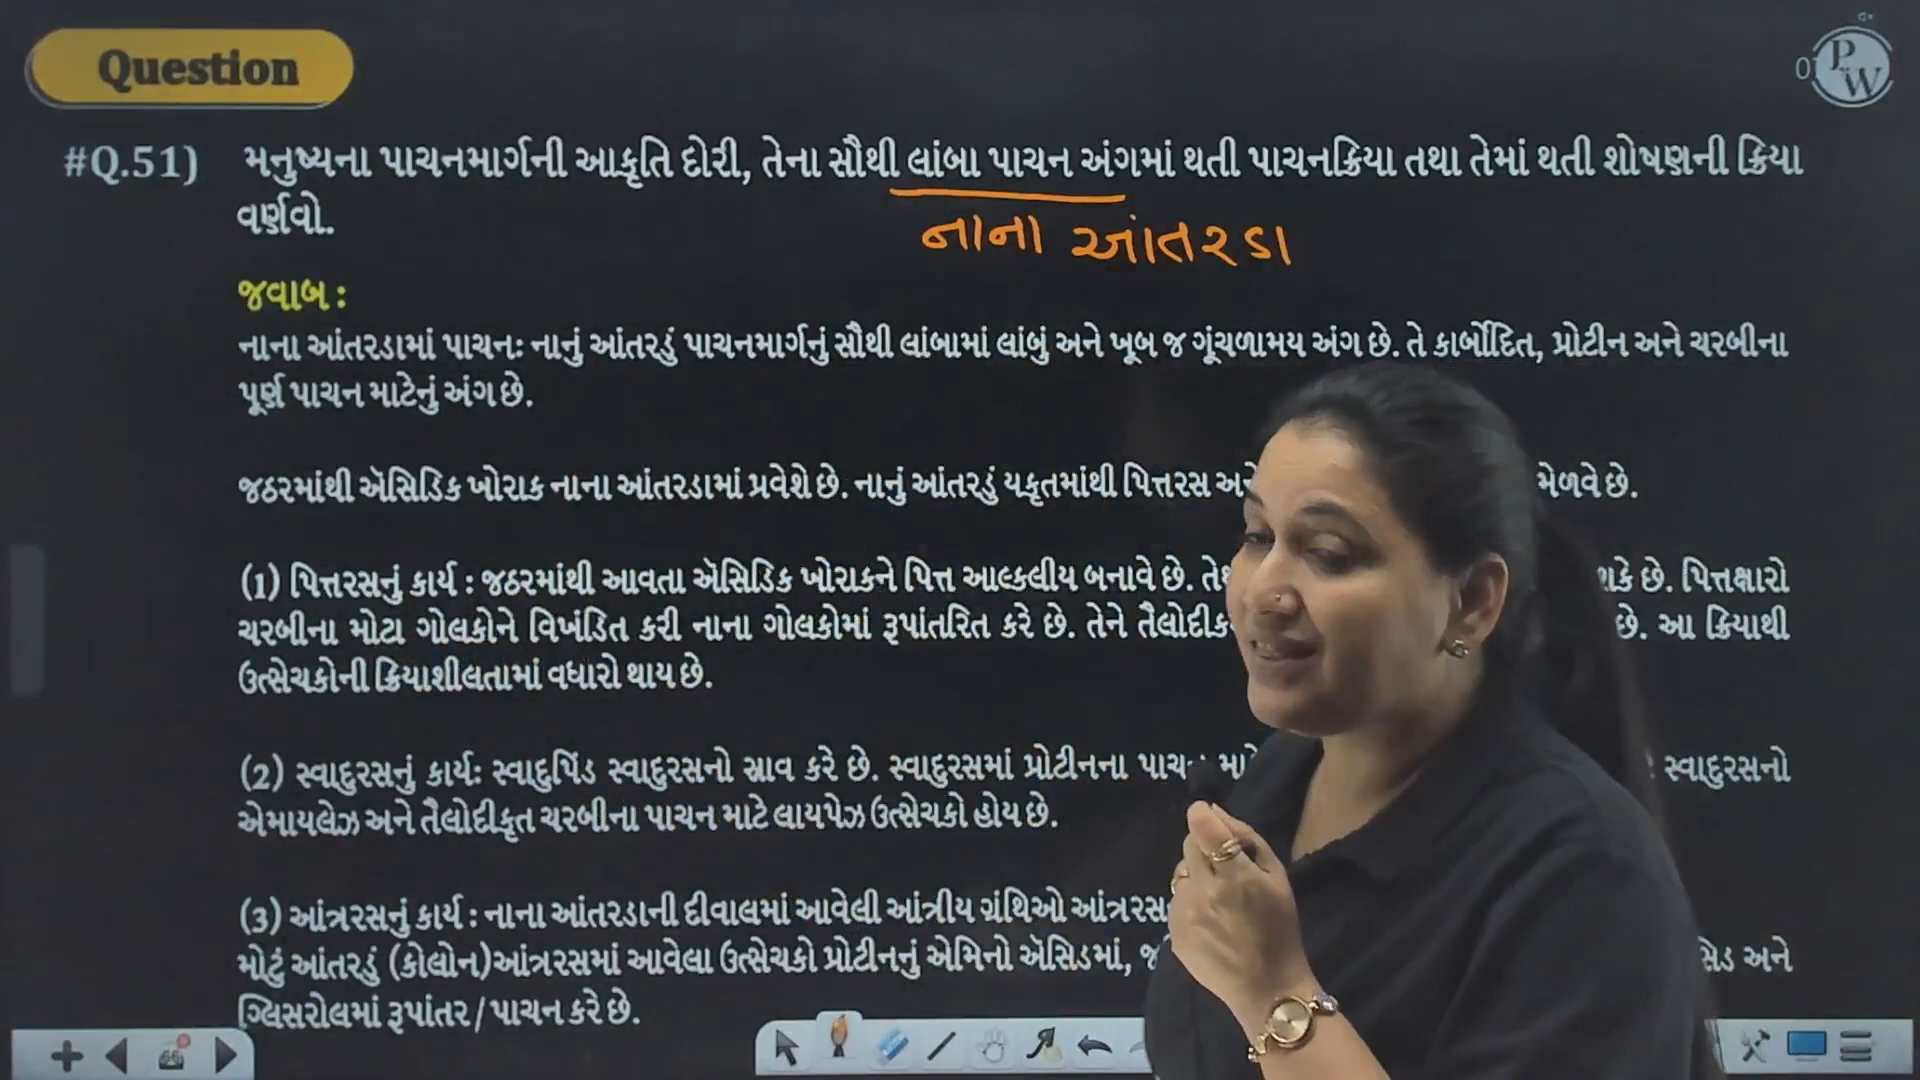 Question
PW
#Q.51) મનુષ્યના પાચનમાર્ગની આકૃતિ દોરી, તેના સૌથી લાંબા પાચન અંગમાં થતી પાચનક્રિયા તથા તેમાં થતી શોષણની ક્રિયા
વર્ણવો.
નાના આંતરડા
જવાબ :
નાના આંતરડામાં પાચનઃ નાનું આંતરડું પાચનમાર્ગનું સૌથી લાંબામાં લાંબું અને ખૂબ જ ગૂંચળામય અંગ છે. તે કાર્બોદિત, પ્રોટીન અને ચરબીના
પૂર્ણ પાચન માટેનું અંગ છે.
જઠરમાંથી ઍસિડિક ખોરાક નાના આંતરડામાં પ્રવેશે છે. નાનું આંતરડું યકૃતમાંથી પિત્તરસ મેળવે છે.
(1) પિત્તરસનું કાર્ય : જઠરમાંથી આવતા ઍસિડિક ખોરાકને પિત્ત આલ્કલીય બનાવે છે. છે. પિત્તક્ષારો
ચરબીના મોટા ગોલકોને વિખંડિત કરી નાના ગોલકોમાં રૂપાંતરિત કરે છે. તેને છે. આ ક્રિયાથી
ઉત્સેચકોની ક્રિયાશીલતામાં વધારો થાય છે.
(2) સ્વાદુરસનું કાર્યઃ સ્વાદુપિંડ સ્વાદુરસનો સ્રાવ કરે છે. સ્વાદુરસમાં પ્રોટીનના સ્વાદુરસનો
એમાયલેઝ અને તૈલોદીકૃત ચરબીના પાચન માટે લાયપેઝ ઉત્સેચકો હોય છે.
(3) આંત્રરસનું કાર્ય : નાના આંતરડાની દીવાલમાં આવેલી આંત્રીય ગ્રંથિઓ
મોટું આંતરડું (કોલોન)આંત્રરસમાં આવેલા ઉત્સેચકો પ્રોટીનનું એમિનો ઍસિડમાં, અને
ગ્લિસરોલમાં રૂપાંતર / પાચન કરે છે.